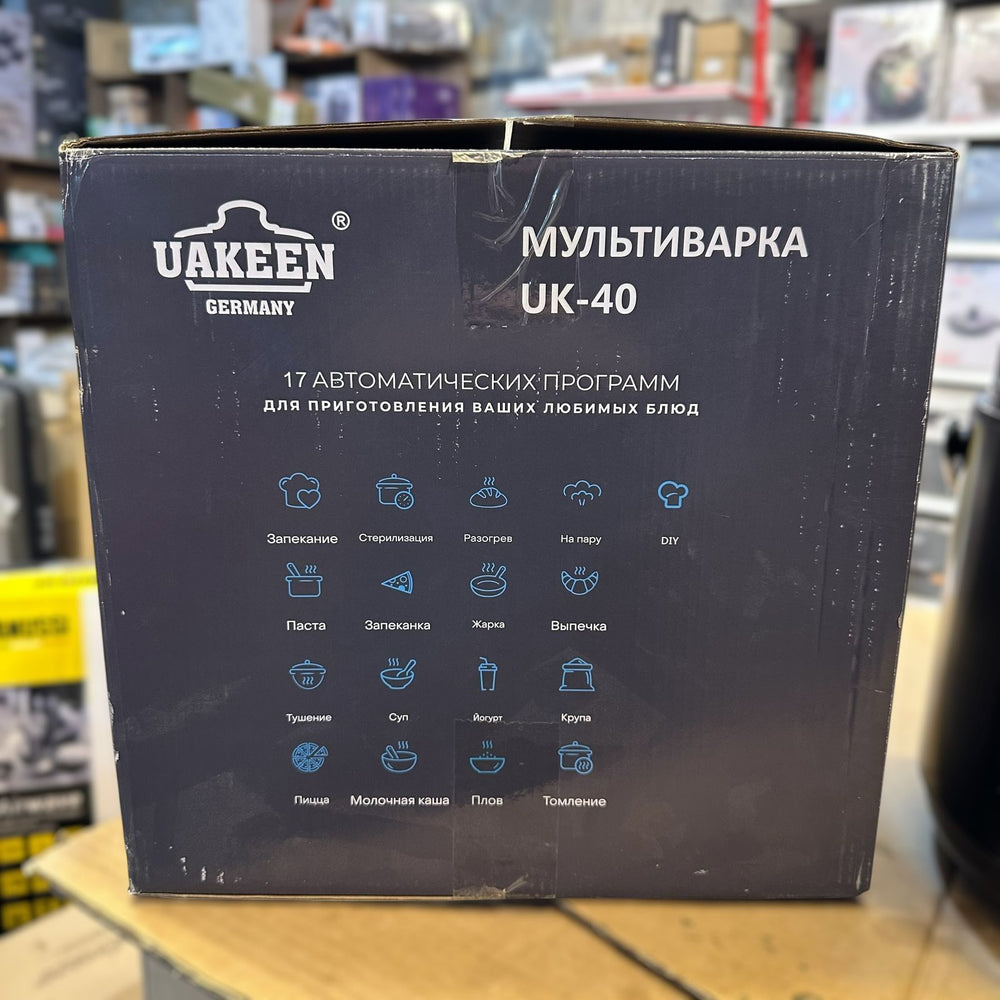 UAKEEN ®
GERMANY
МУЛЬТИВАРКА
UK-40
17 АВТОМАТИЧЕСКИХ ПРОГРАММ
ДЛЯ ПРИГОТОВЛЕНИЯ ВАШИХ ЛЮБИМЫХ БЛЮД
Запекание Стерилизация Разогрев На пару DIY
Паста Запеканка Жарка Выпечка
Тушение Суп Йогурт Крупа
Пицца Молочная каша Плов Томление